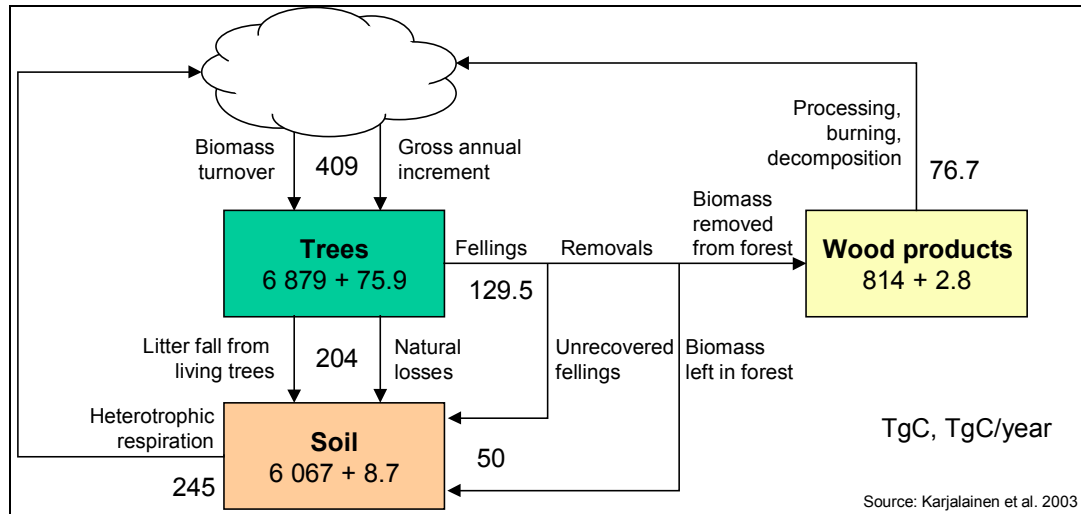 Biomass
turnover
409
Gross annual
increment
Processing,
burning,
decomposition
76.7
Trees
6 879 + 75.9
Fellings
129.5
Removals
Biomass
removed
from forest
Wood products
814 + 2.8
Litter fall from
living trees
204
Natural
losses
Unrecovered
fellings
Biomass
left in forest
Heterotrophic
respiration
245
Soil
6 067 + 8.7
50
TgC, TgC/year
Source: Karjalainen et al. 2003